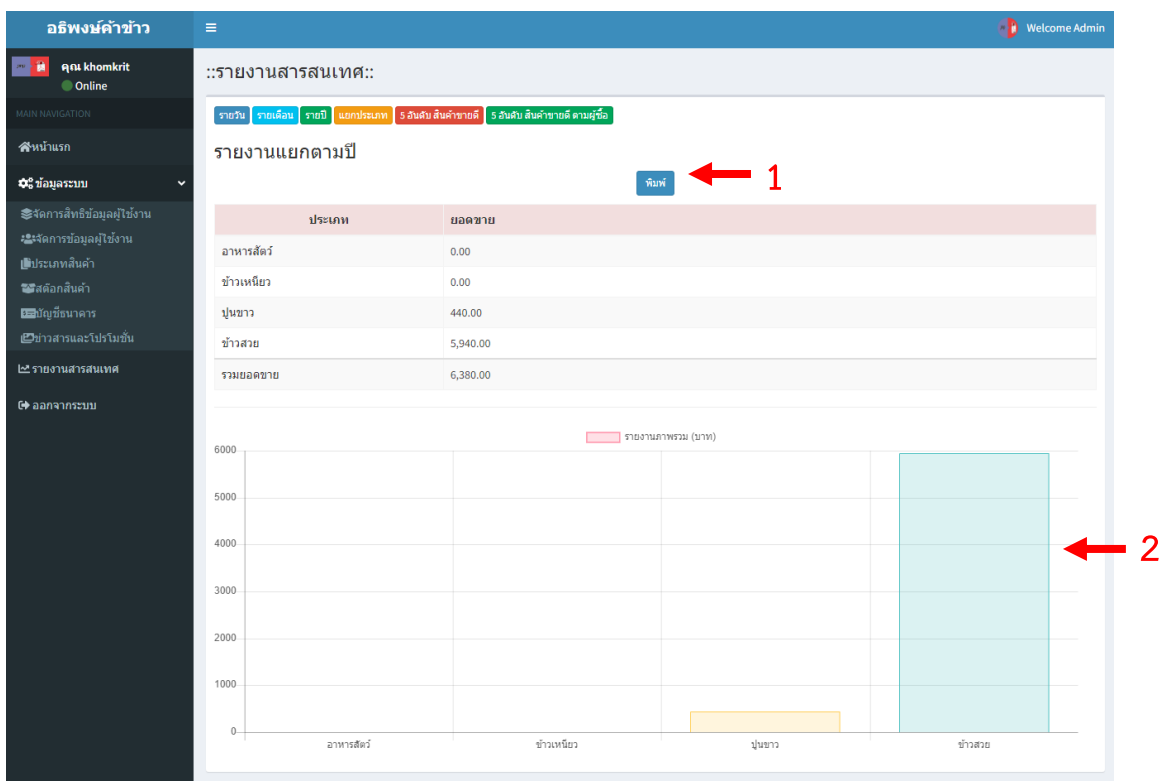 อธิพงษ์ค้าข้าว
Welcome Admin
คุณ khomkrit
Online
MAIN NAVIGATION
หน้าแรก
ข้อมูลระบบ
จัดการสิทธิข้อมูลผู้ใช้งาน
จัดการข้อมูลผู้ใช้งาน
ประเภทสินค้า
สต๊อกสินค้า
บัญชีธนาคาร
ข่าวสารและโปรโมชั่น
รายงานสารสนเทศ
ออกจากระบบ
::รายงานสารสนเทศ::
รายวัน รายเดือน รายปี แยกประเภท 5 อันดับ สินค้าขายดี 5 อันดับ สินค้าขายดี ตามผู้ซื้อ
รายงานแยกตามปี
พิมพ์ 1
ประเภท ยอดขาย
อาหารสัตว์ 0.00
ข้าวเหนียว 0.00
ปูนขาว 440.00
ข้าวสวย 5,940.00
รวมยอดขาย 6,380.00
รายงานภาพรวม (บาท)
6000
5000
4000
2
3000
2000
1000
0
อาหารสัตว์ ข้าวเหนียว ปูนขาว ข้าวสวย